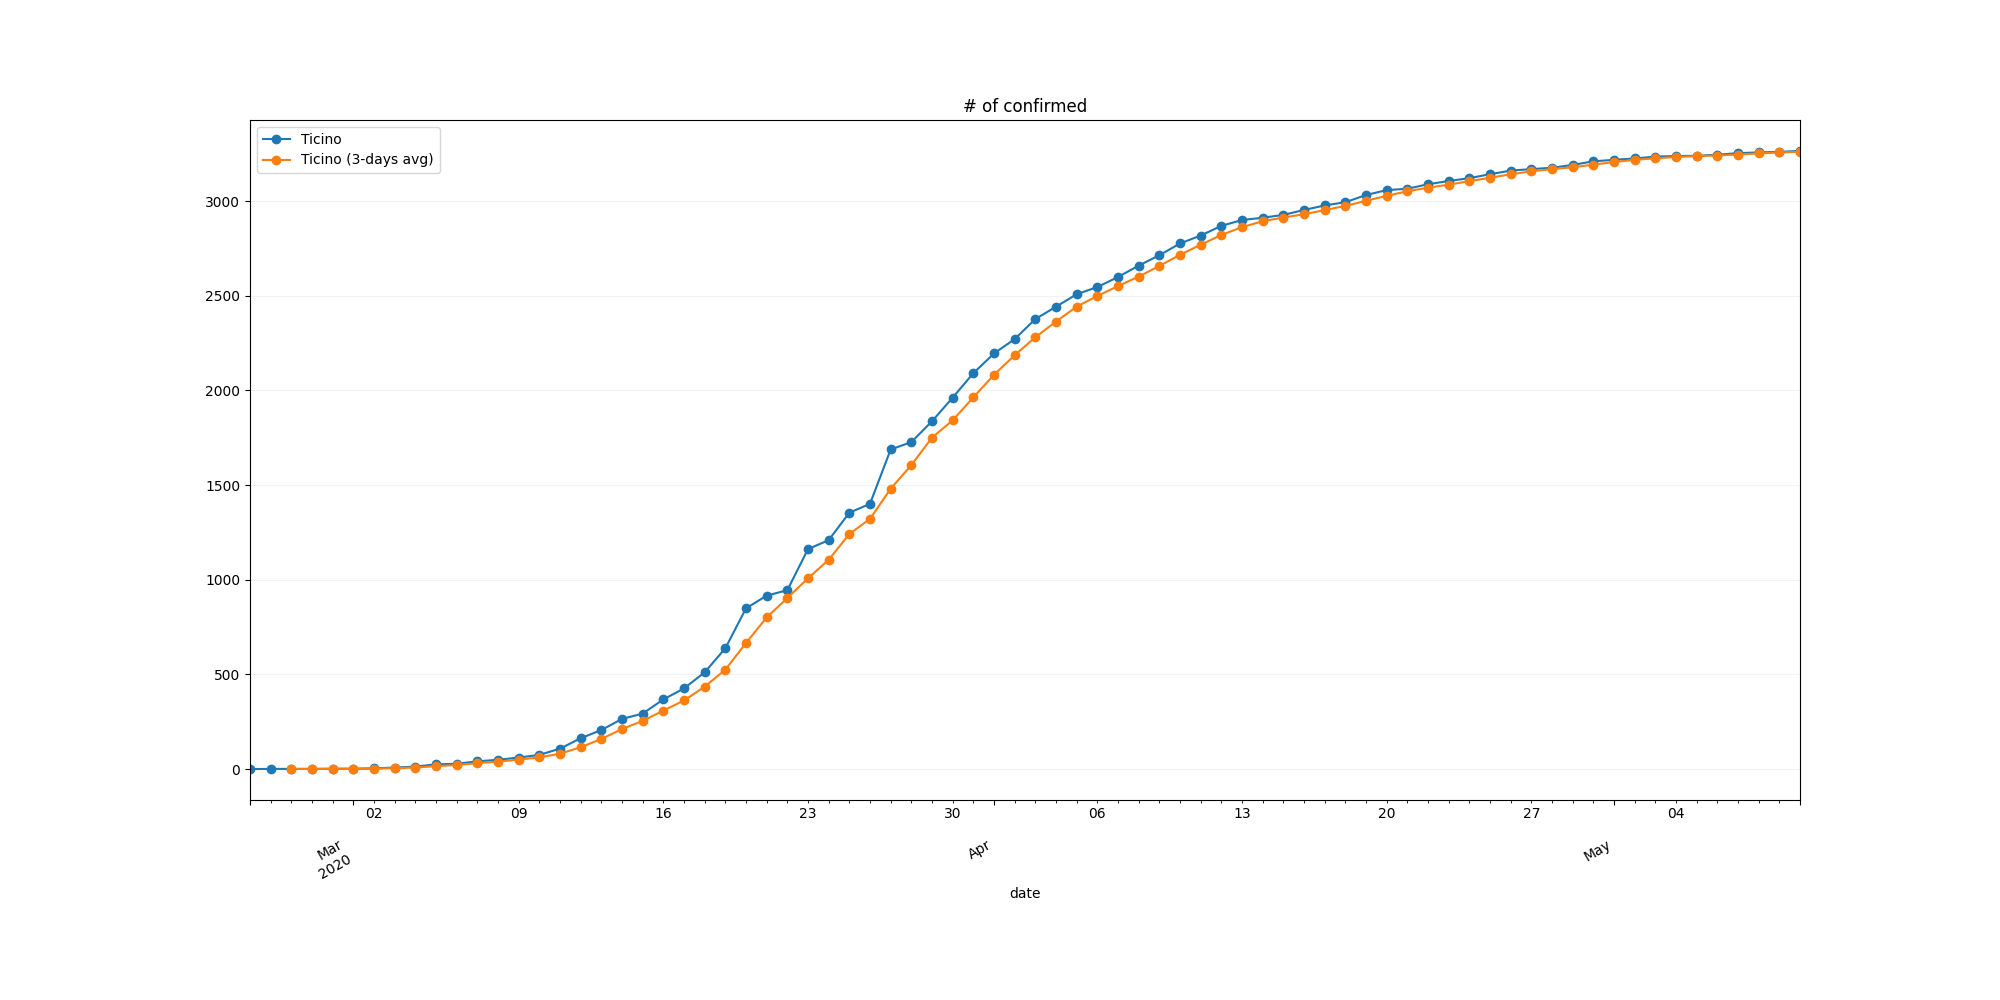 # of confirmed
Ticino
Ticino (3-days avg)
3000
2500
2000
1500
1000
500
0
02 09 16 23 30 06 13 20 27 04
Mar Apr May
2020
date